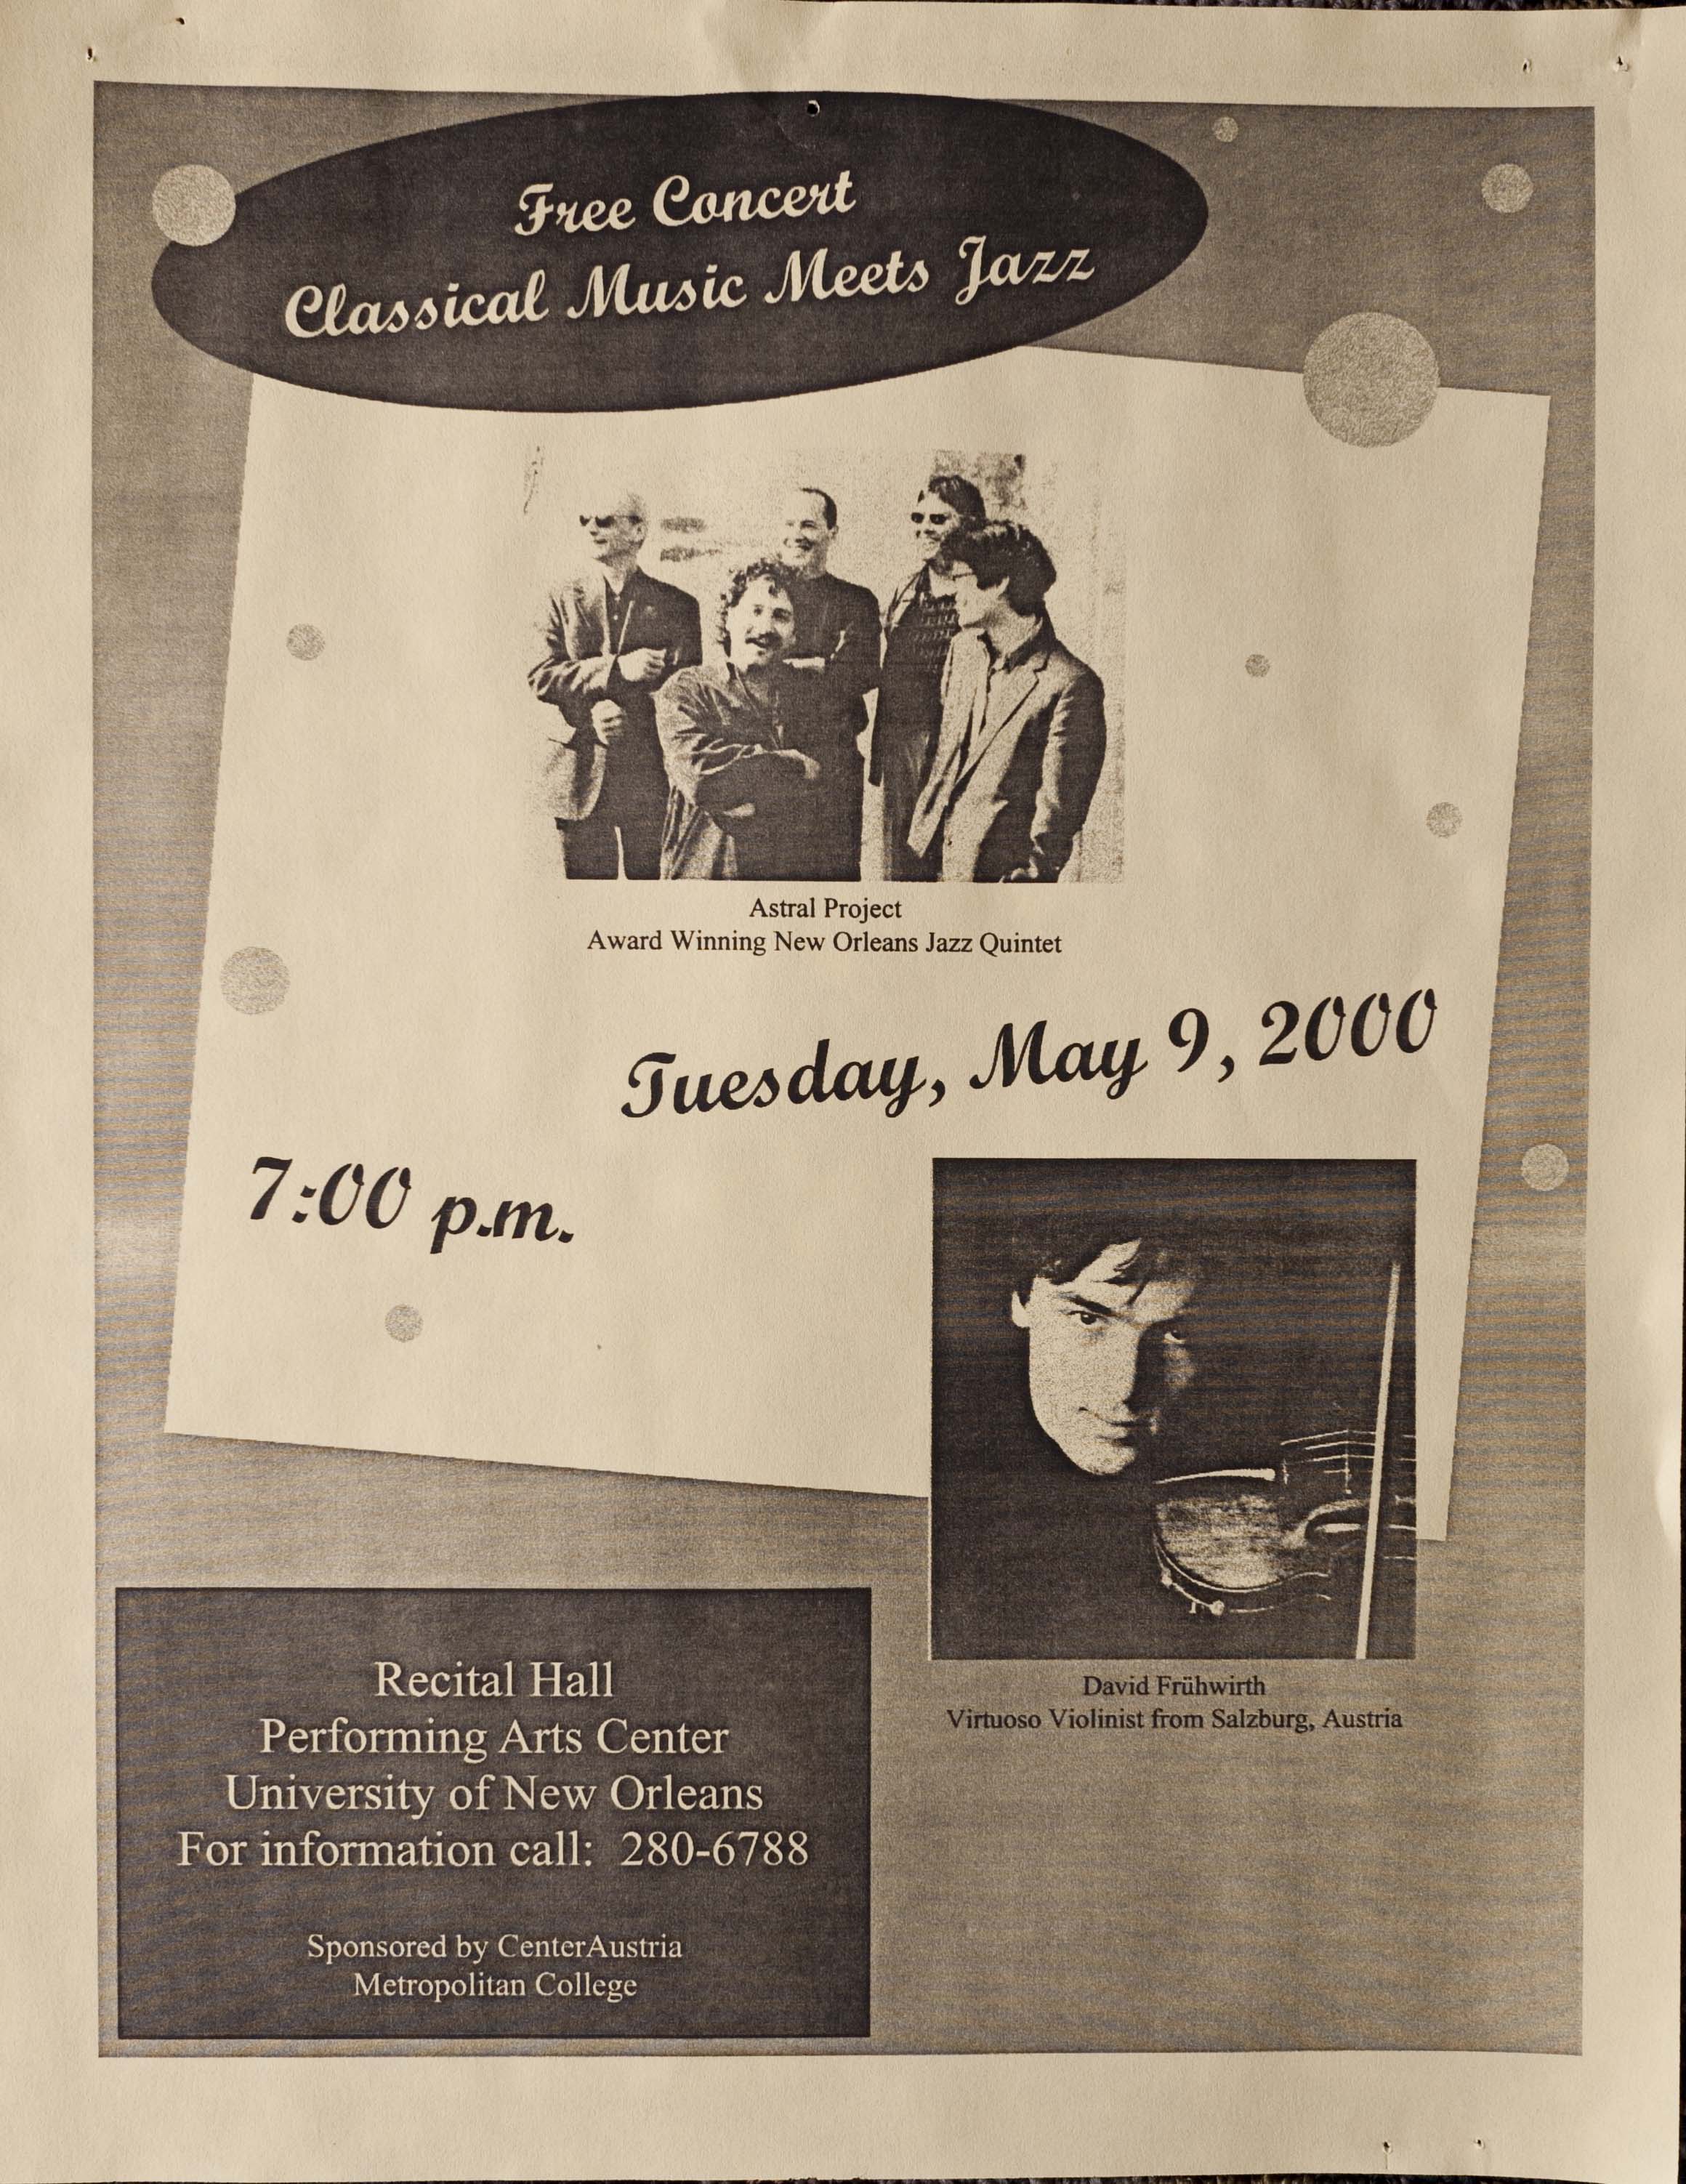 Free Concert
Classical Music Meets Jazz
Astral Project
Award Winning New Orleans Jazz Quintet
Tuesday, May 9, 2000
7:00 p.m.
David Frühwirth
Virtuoso Violinist from Salzburg, Austria
Recital Hall
Performing Arts Center
University of New Orleans
For information call: 280-6788
Sponsored by CenterAustria
Metropolitan College